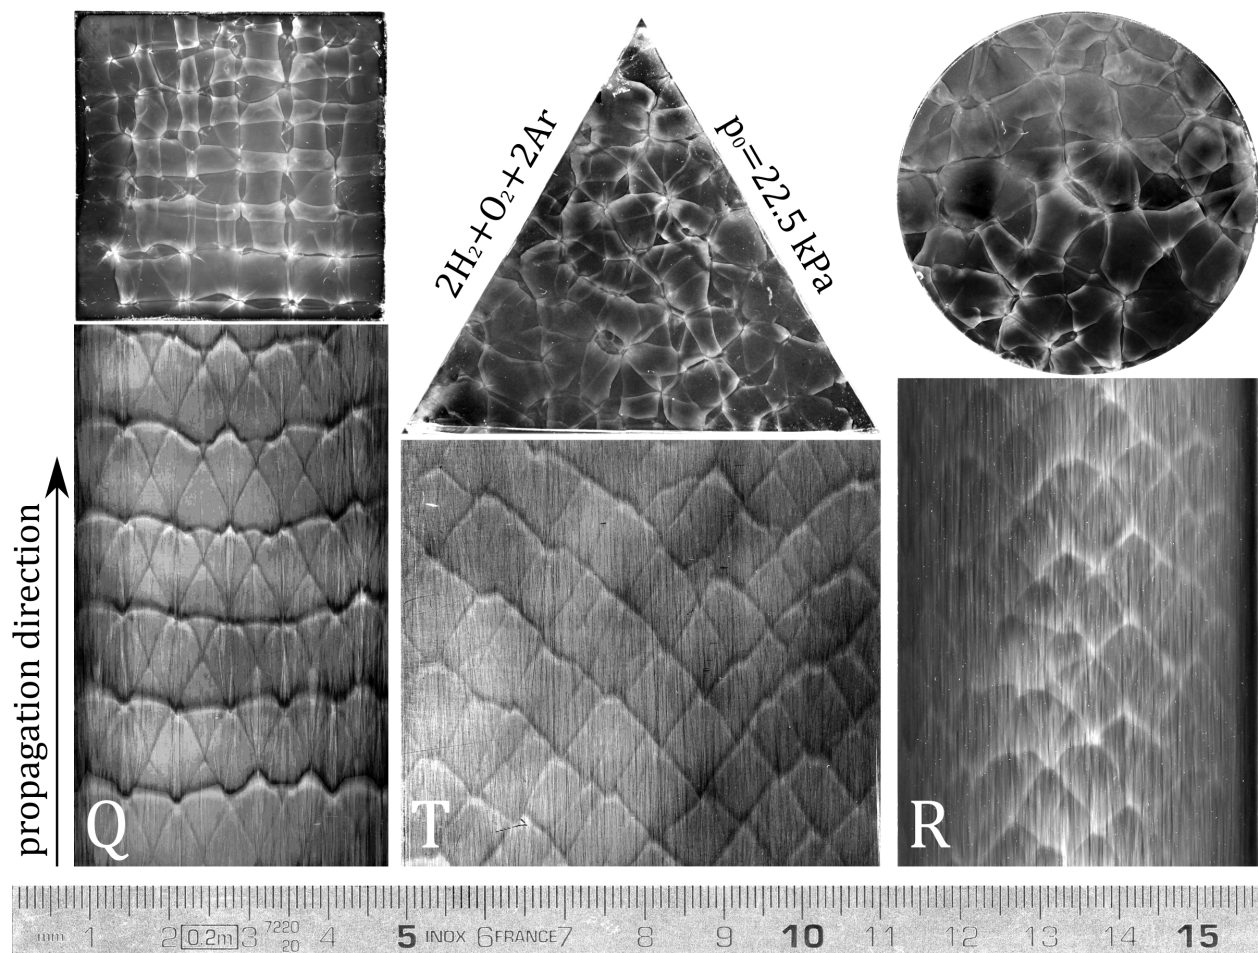 2H₂+O₂+2Ar
p₀=22.5 kPa
propagation direction
Q
T
R
mm 1 2 0.2m 3 7220 20 4 5 INOX 6 FRANCE 7 8 9 10 11 12 13 14 15